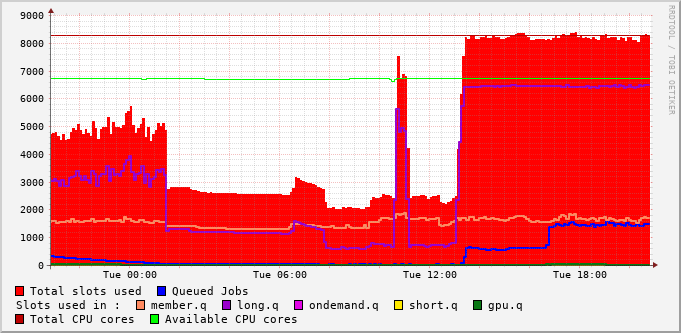 RRDTOOL / TOBI OETIKER
9000
8000
7000
6000
5000
4000
3000
2000
1000
0
Tue 00:00 Tue 06:00 Tue 12:00 Tue 18:00
Total slots used Queued Jobs
Slots used in : member.q long.q ondemand.q short.q gpu.q
Total CPU cores Available CPU cores